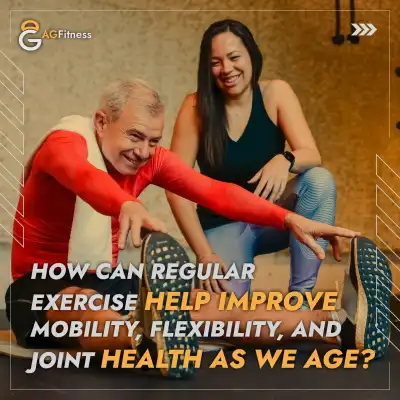 AGFitness
HOW CAN REGULAR
EXERCISE HELP IMPROVE
MOBILITY, FLEXIBILITY, AND
JOINT HEALTH AS WE AGE?